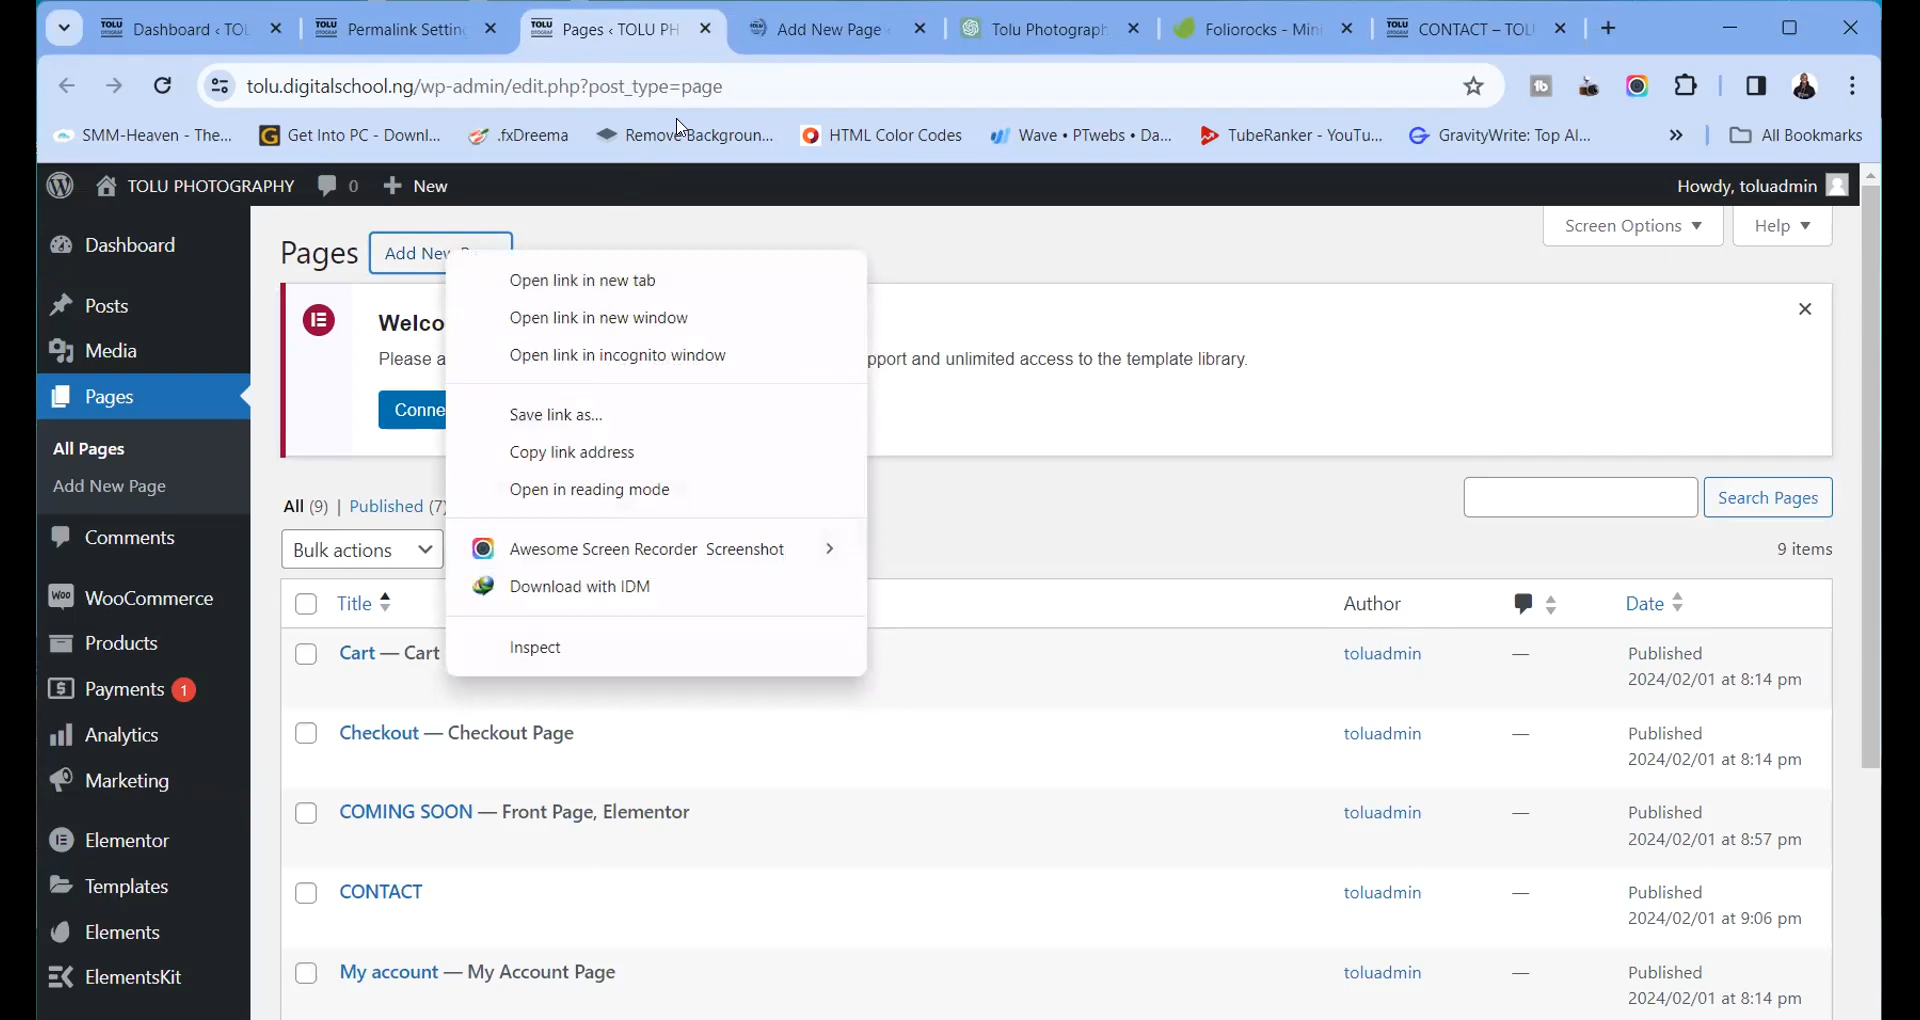 TOLU Dashboard < TOL
TOLU Permalink Setting
TOLU Pages < TOLU PH
Add New Page
Tolu Photograph
Foliorocks - Mini
TOLU CONTACT – TOLU
tolu.digitalschool.ng/wp-admin/edit.php?post_type=page
SMM-Heaven - The...
Get Into PC - Downl...
.fxDreema
Remove Backgroun...
HTML Color Codes
Wave • PTwebs • Da...
TubeRanker - YouTu...
GravityWrite: Top AI...
»
All Bookmarks
TOLU PHOTOGRAPHY
0
+ New
Howdy, toluadmin
Dashboard
Posts
Media
Pages
All Pages
Add New Page
Comments
WooCommerce
Products
Payments 1
Analytics
Marketing
Elementor
Templates
Elements
ElementsKit
Screen Options ▼
Help ▼
Pages
Add New
Welco
Please a
pport and unlimited access to the template library.
Conne
Open link in new tab
Open link in new window
Open link in incognito window
Save link as...
Copy link address
Open in reading mode
Awesome Screen Recorder Screenshot
Download with IDM
Inspect
All (9) | Published (7)
Search Pages
Bulk actions
9 items
Title
Author
Date
Cart — Cart
toluadmin
—
Published
2024/02/01 at 8:14 pm
Checkout — Checkout Page
toluadmin
—
Published
2024/02/01 at 8:14 pm
COMING SOON — Front Page, Elementor
toluadmin
—
Published
2024/02/01 at 8:57 pm
CONTACT
toluadmin
—
Published
2024/02/01 at 9:06 pm
My account — My Account Page
toluadmin
—
Published
2024/02/01 at 8:14 pm